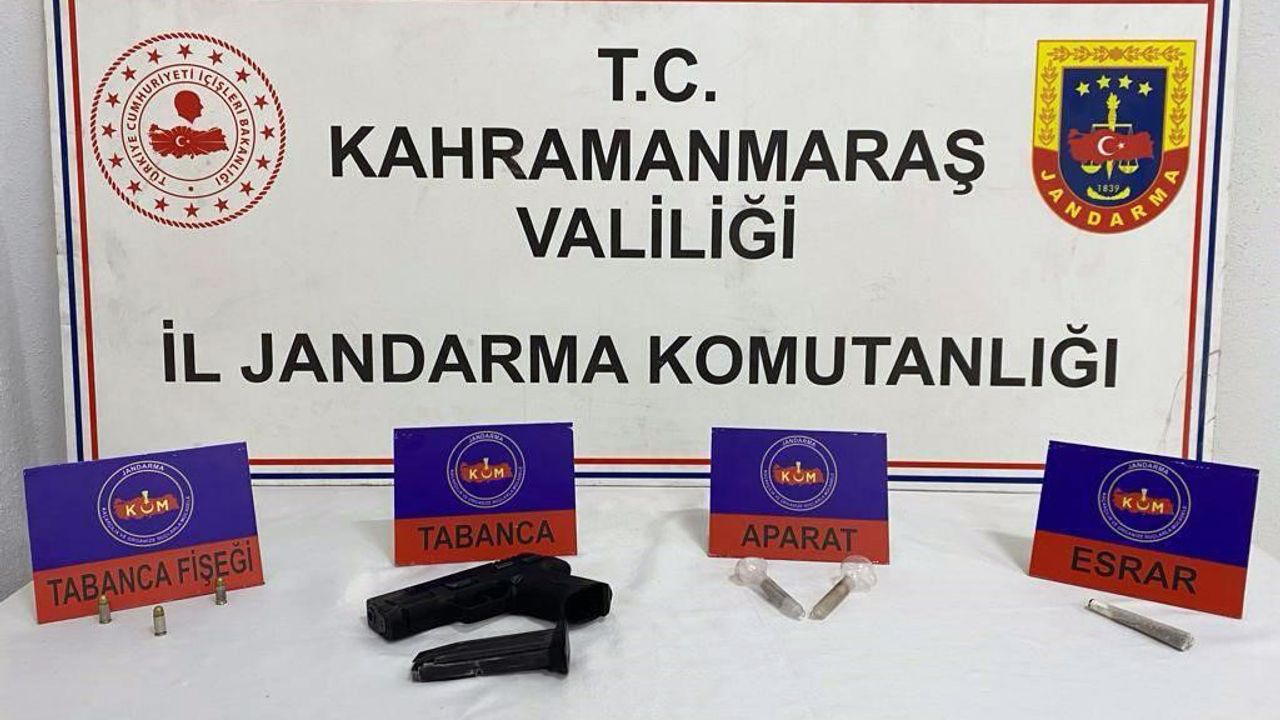 T.C.
KAHRAMANMARAŞ
VALİLİĞİ
İL JANDARMA KOMUTANLIĞI
TÜRKİYE CUMHURİYETİ İÇİŞLERİ BAKANLIĞI
1839
JANDARMA
JANDARMA
KOM
TABANCA FİŞEĞİ
JANDARMA
KOM
TABANCA
JANDARMA
KOM
APARAT
JANDARMA
KOM
ESRAR